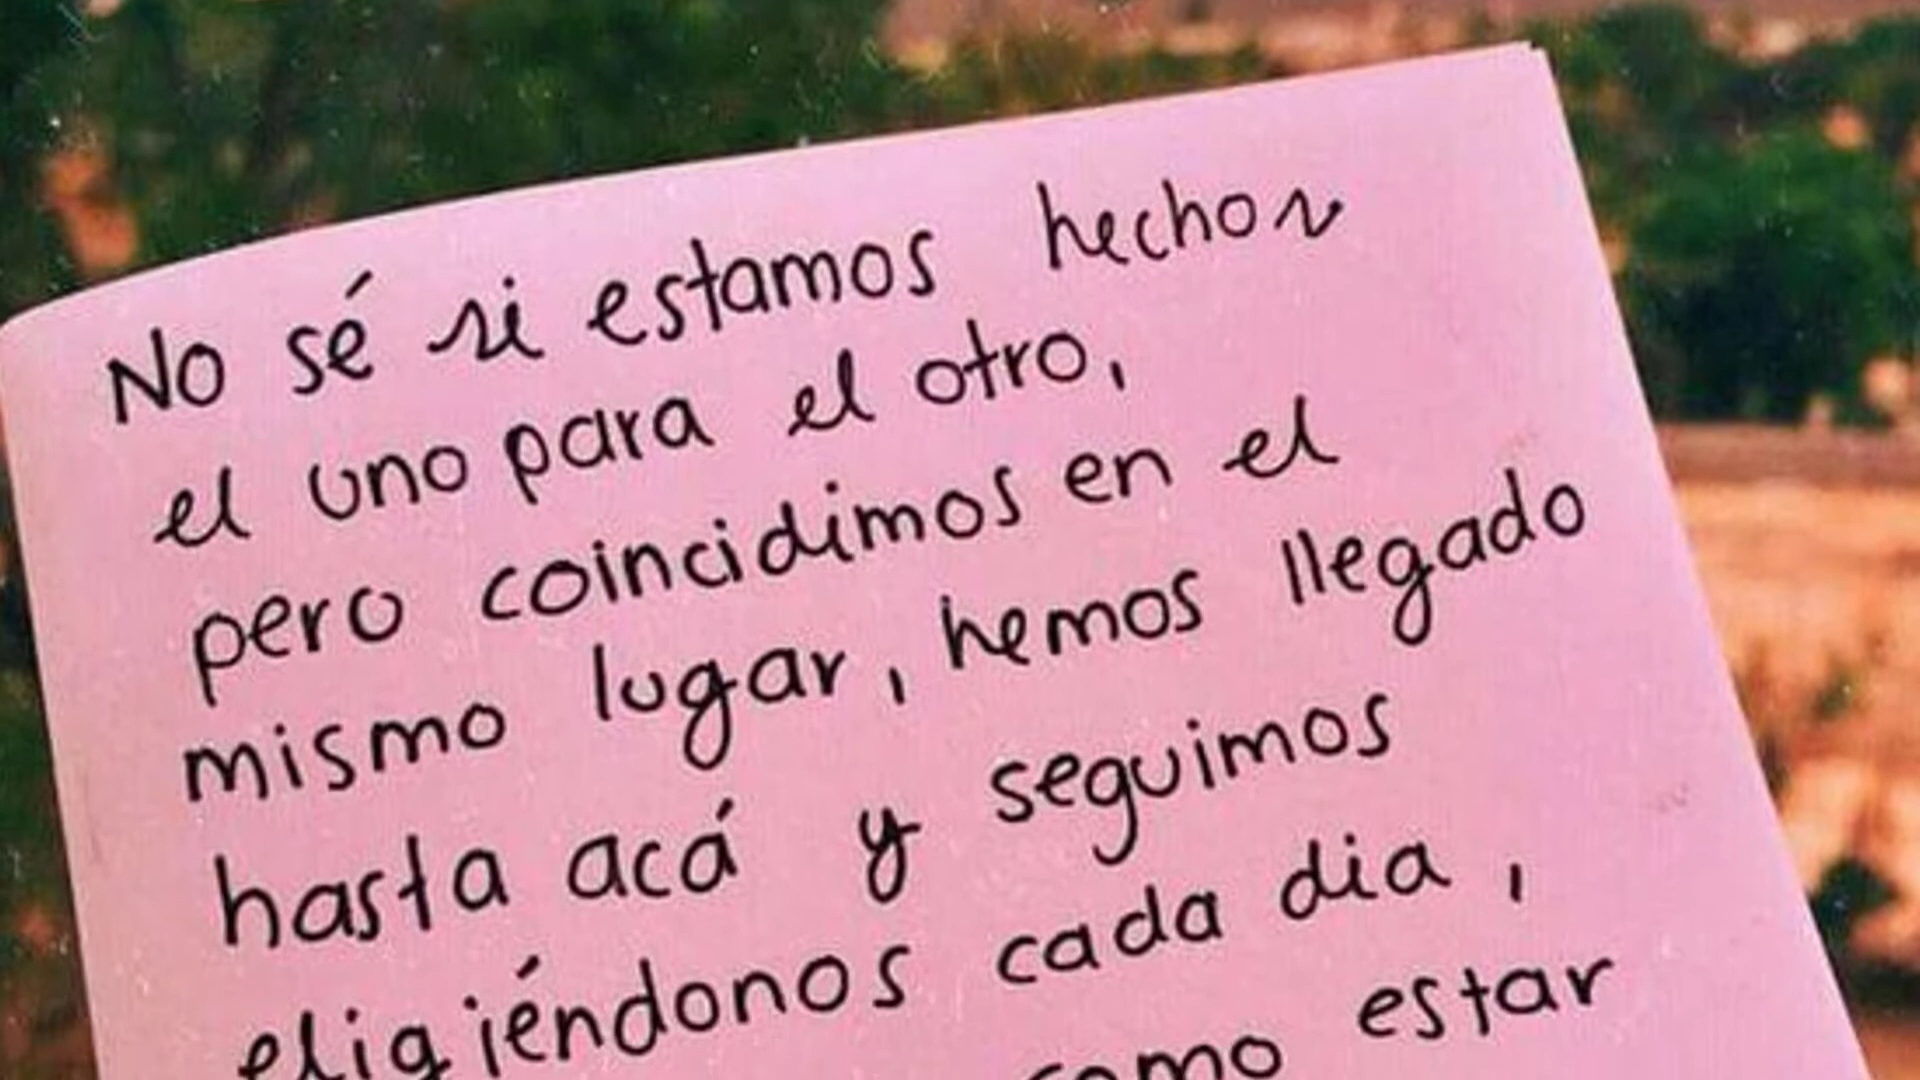 No sé si estamos hechos
el uno para el otro,
pero coincidimos en el
mismo lugar, hemos llegado
hasta acá y seguimos
eligiéndonos cada dia,
como estar